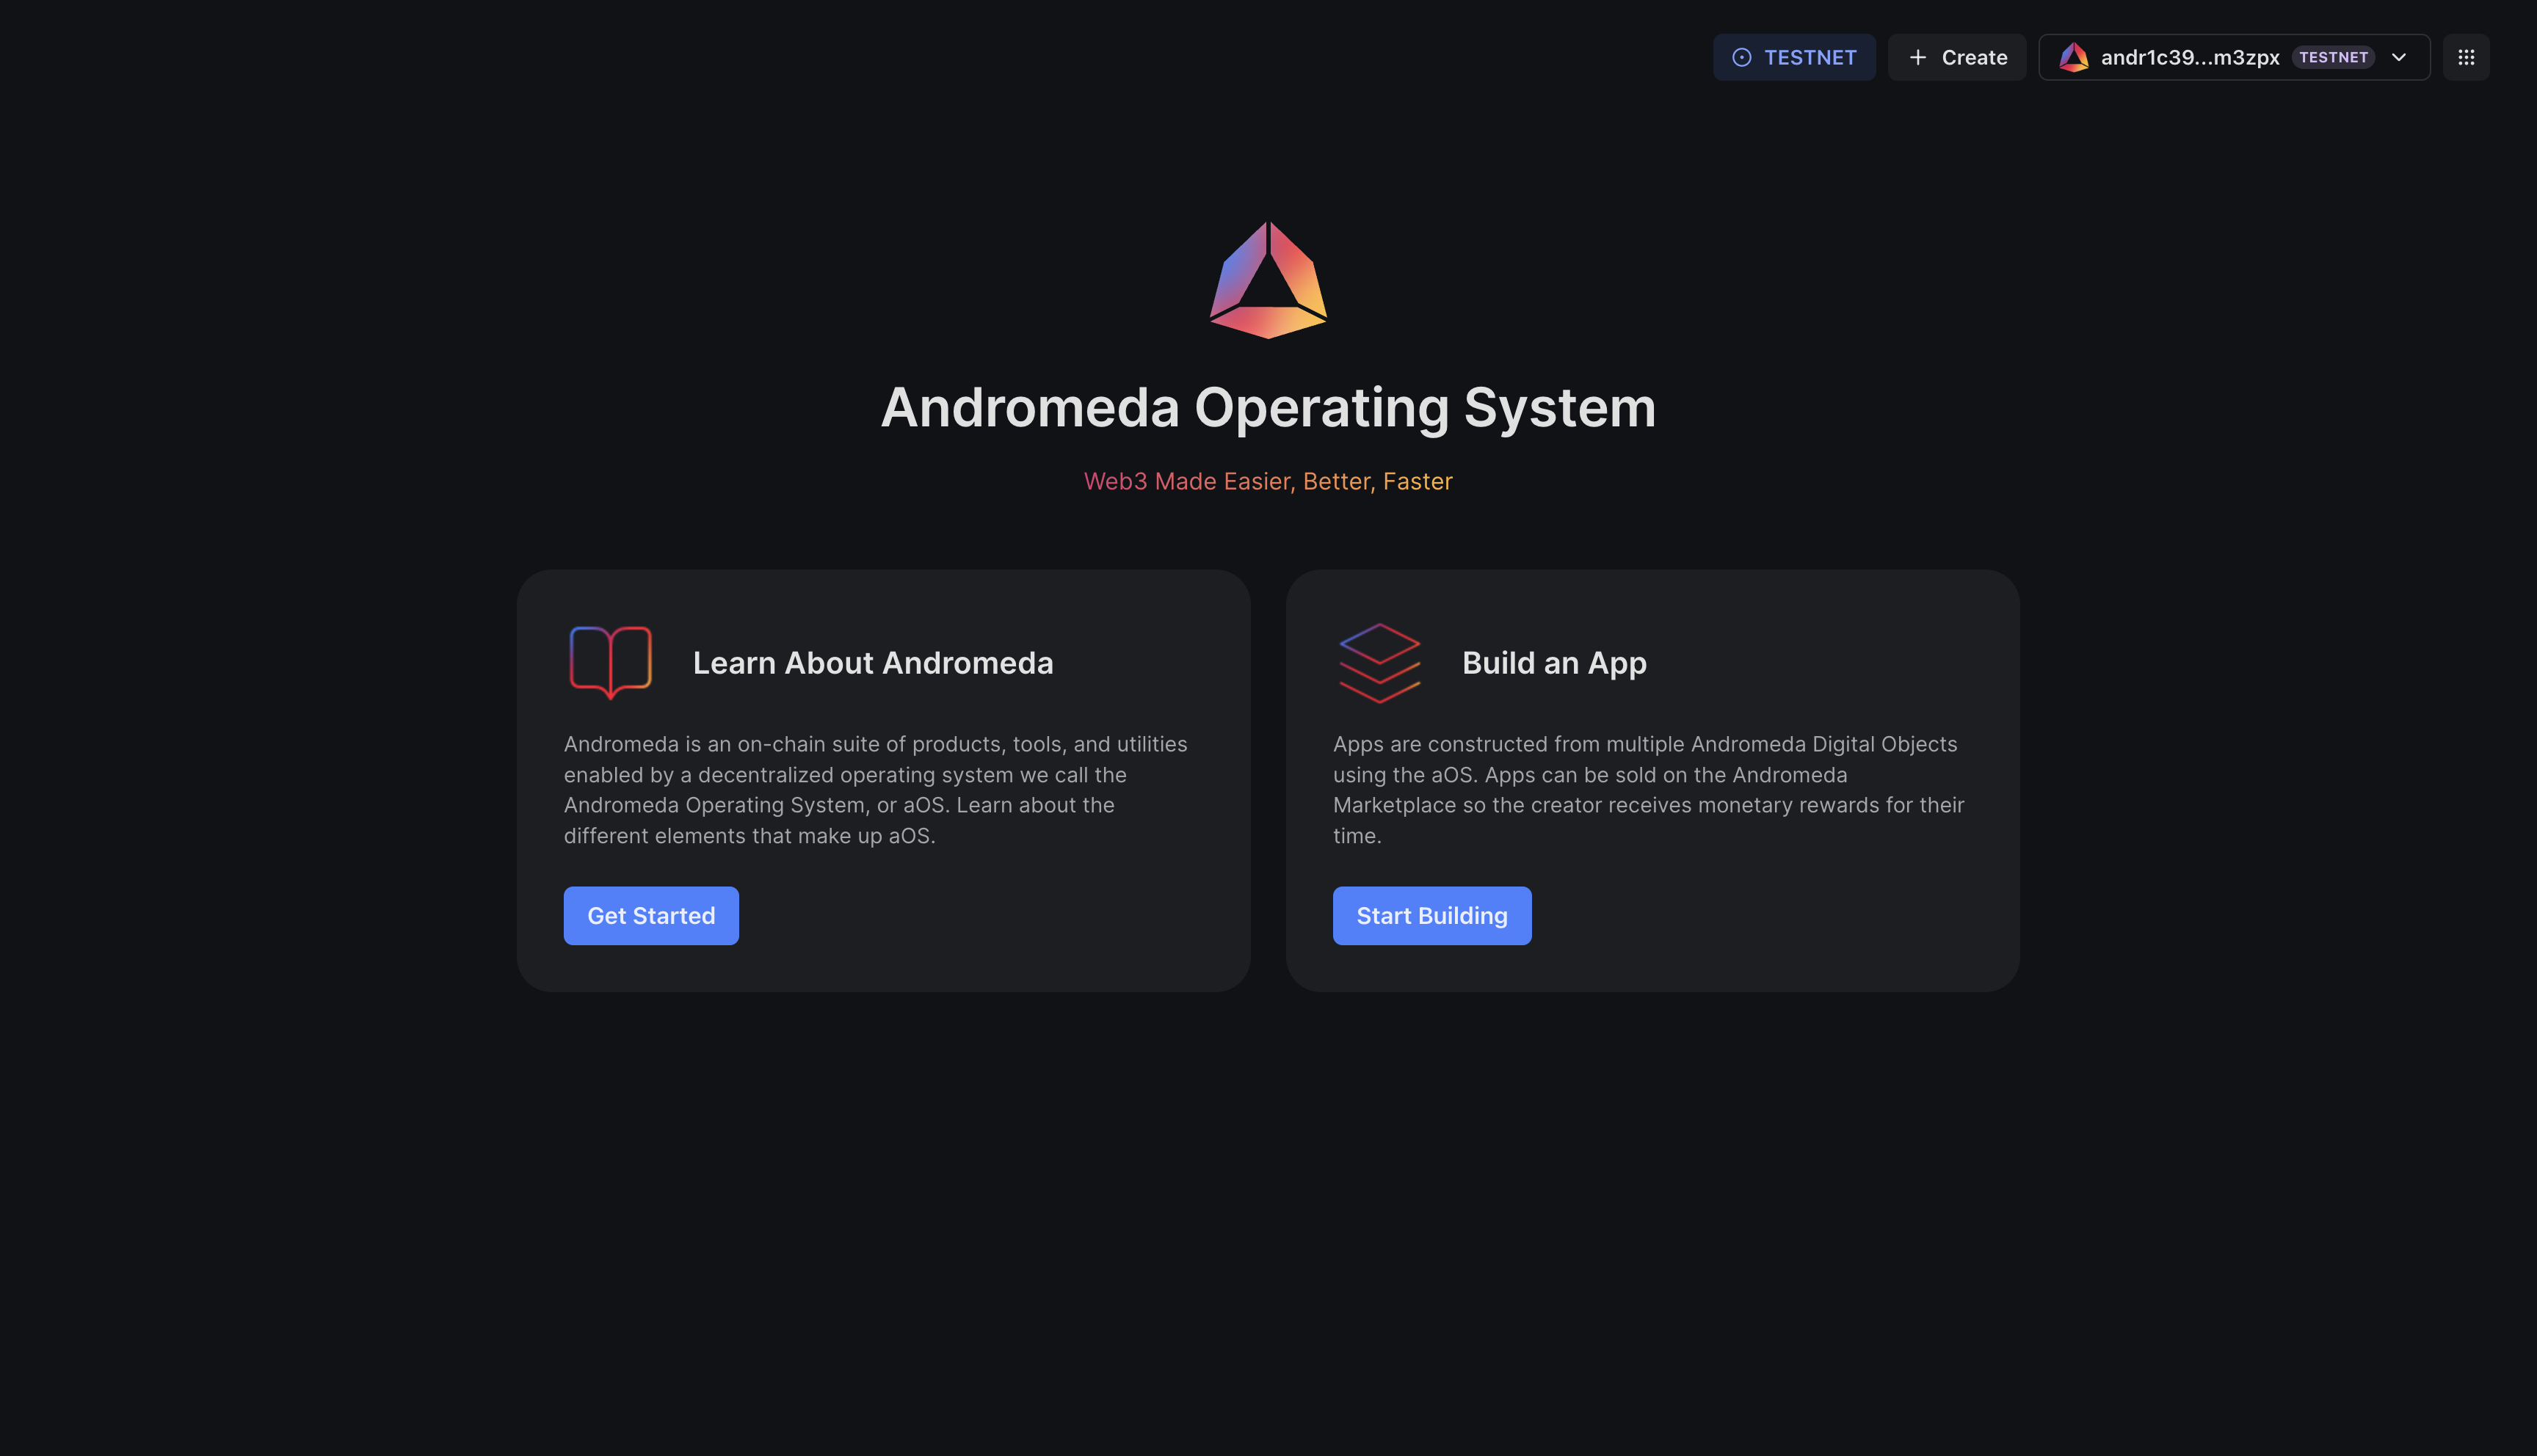 TESTNET
Create
andr1c39...m3zpx TESTNET
Andromeda Operating System
Web3 Made Easier, Better, Faster
Learn About Andromeda
Andromeda is an on-chain suite of products, tools, and utilities
enabled by a decentralized operating system we call the
Andromeda Operating System, or aOS. Learn about the
different elements that make up aOS.
Get Started
Build an App
Apps are constructed from multiple Andromeda Digital Objects
using the aOS. Apps can be sold on the Andromeda
Marketplace so the creator receives monetary rewards for their
time.
Start Building